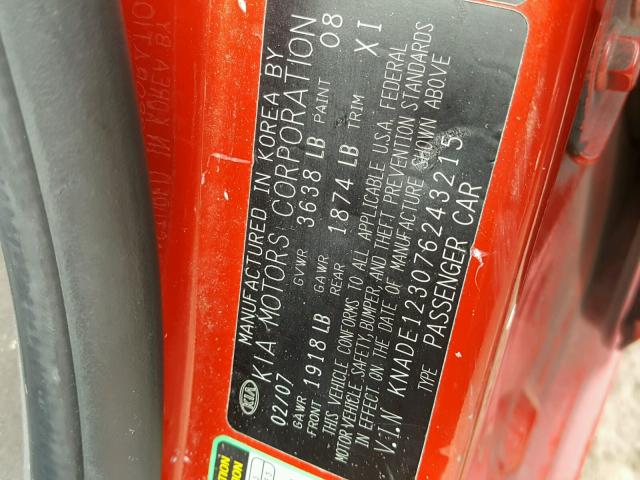 KIA MANUFACTURED IN KOREA BY
KIA MOTORS CORPORATION
02/07 GVWR 3638 LB PAINT 08
GAWR FRONT 1918 LB GAWR REAR 1874 LB TRIM XI
THIS VEHICLE CONFORMS TO ALL APPLICABLE U.S.A. FEDERAL
MOTOR VEHICLE SAFETY, BUMPER, AND THEFT PREVENTION STANDARDS
IN EFFECT ON THE DATE OF MANUFACTURE SHOWN ABOVE
V.I.N KNADE123076243215
TYPE PASSENGER CAR